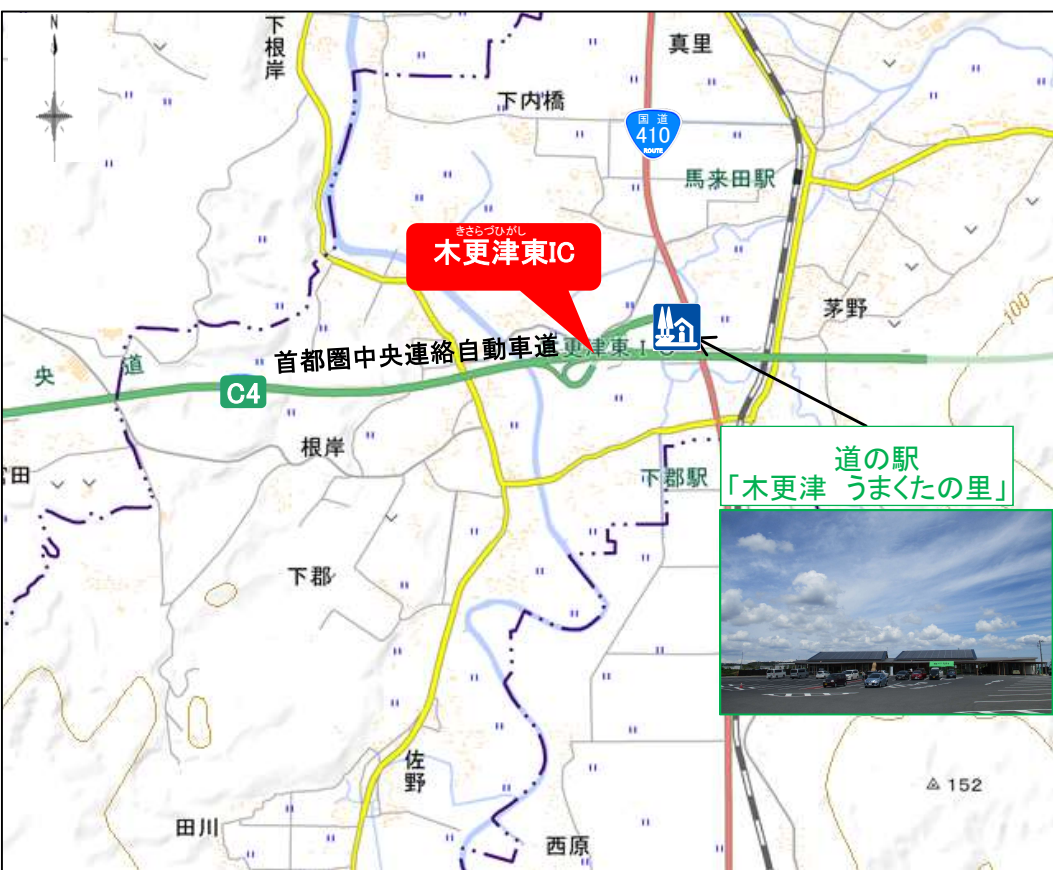 N
下根岸
真里
下内橋
国道
410
ROUTE
馬来田駅
きさらづひがし
木更津東IC
茅野
100
首都圏中央連絡自動車道
更津東I C
央道
C4
根岸
田
下郡駅
道の駅
「木更津 うまくたの里」
下郡
佐野
152
田川
西原